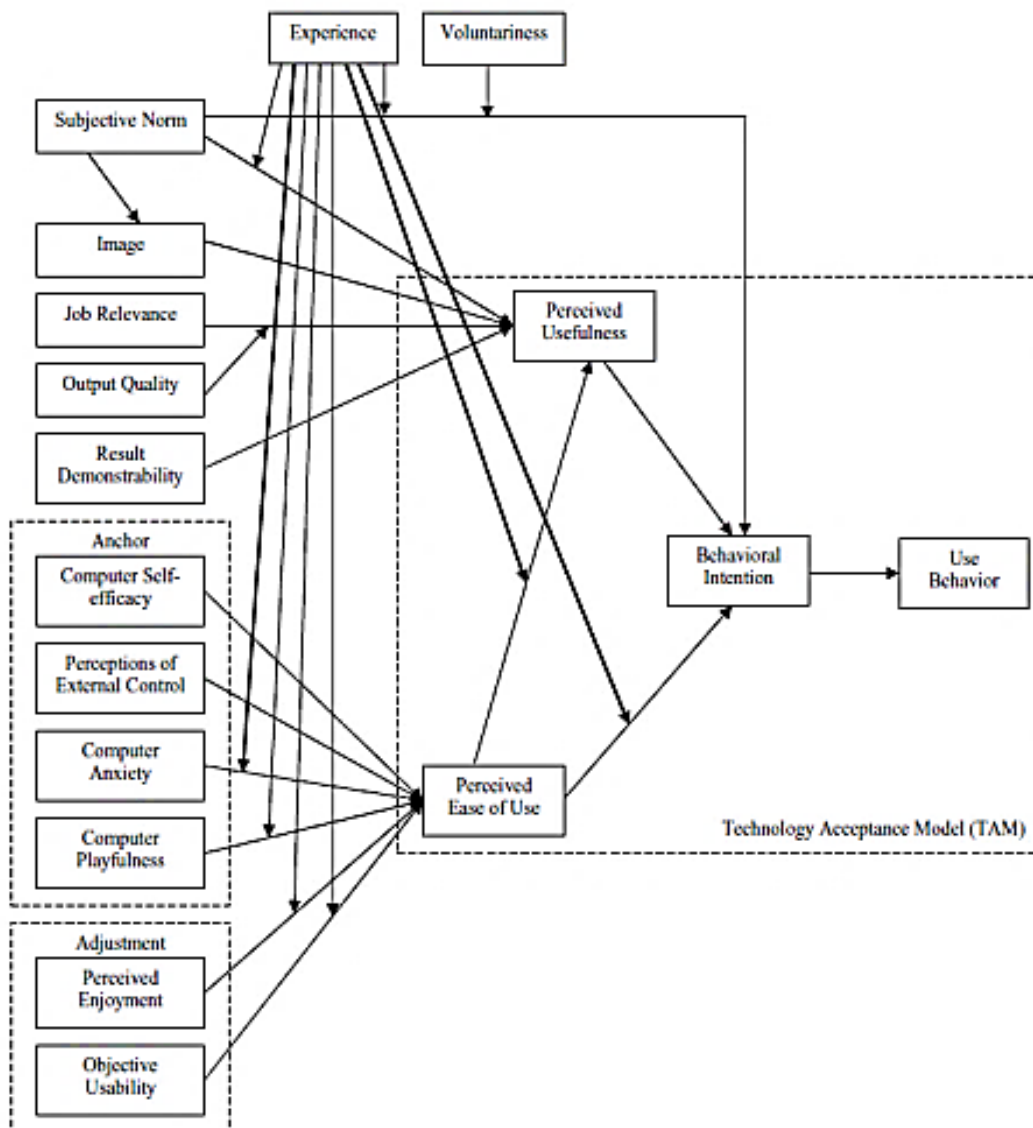 Experience
Voluntariness
Subjective Norm
Image
Job Relevance
Output Quality
Result
Demonstrability
Perceived
Usefulness
Anchor
Computer Self-
efficacy
Perceptions of
External Control
Computer
Anxiety
Computer
Playfulness
Behavioral
Intention
Use
Behavior
Perceived
Ease of Use
Technology Acceptance Model (TAM)
Adjustment
Perceived
Enjoyment
Objective
Usability